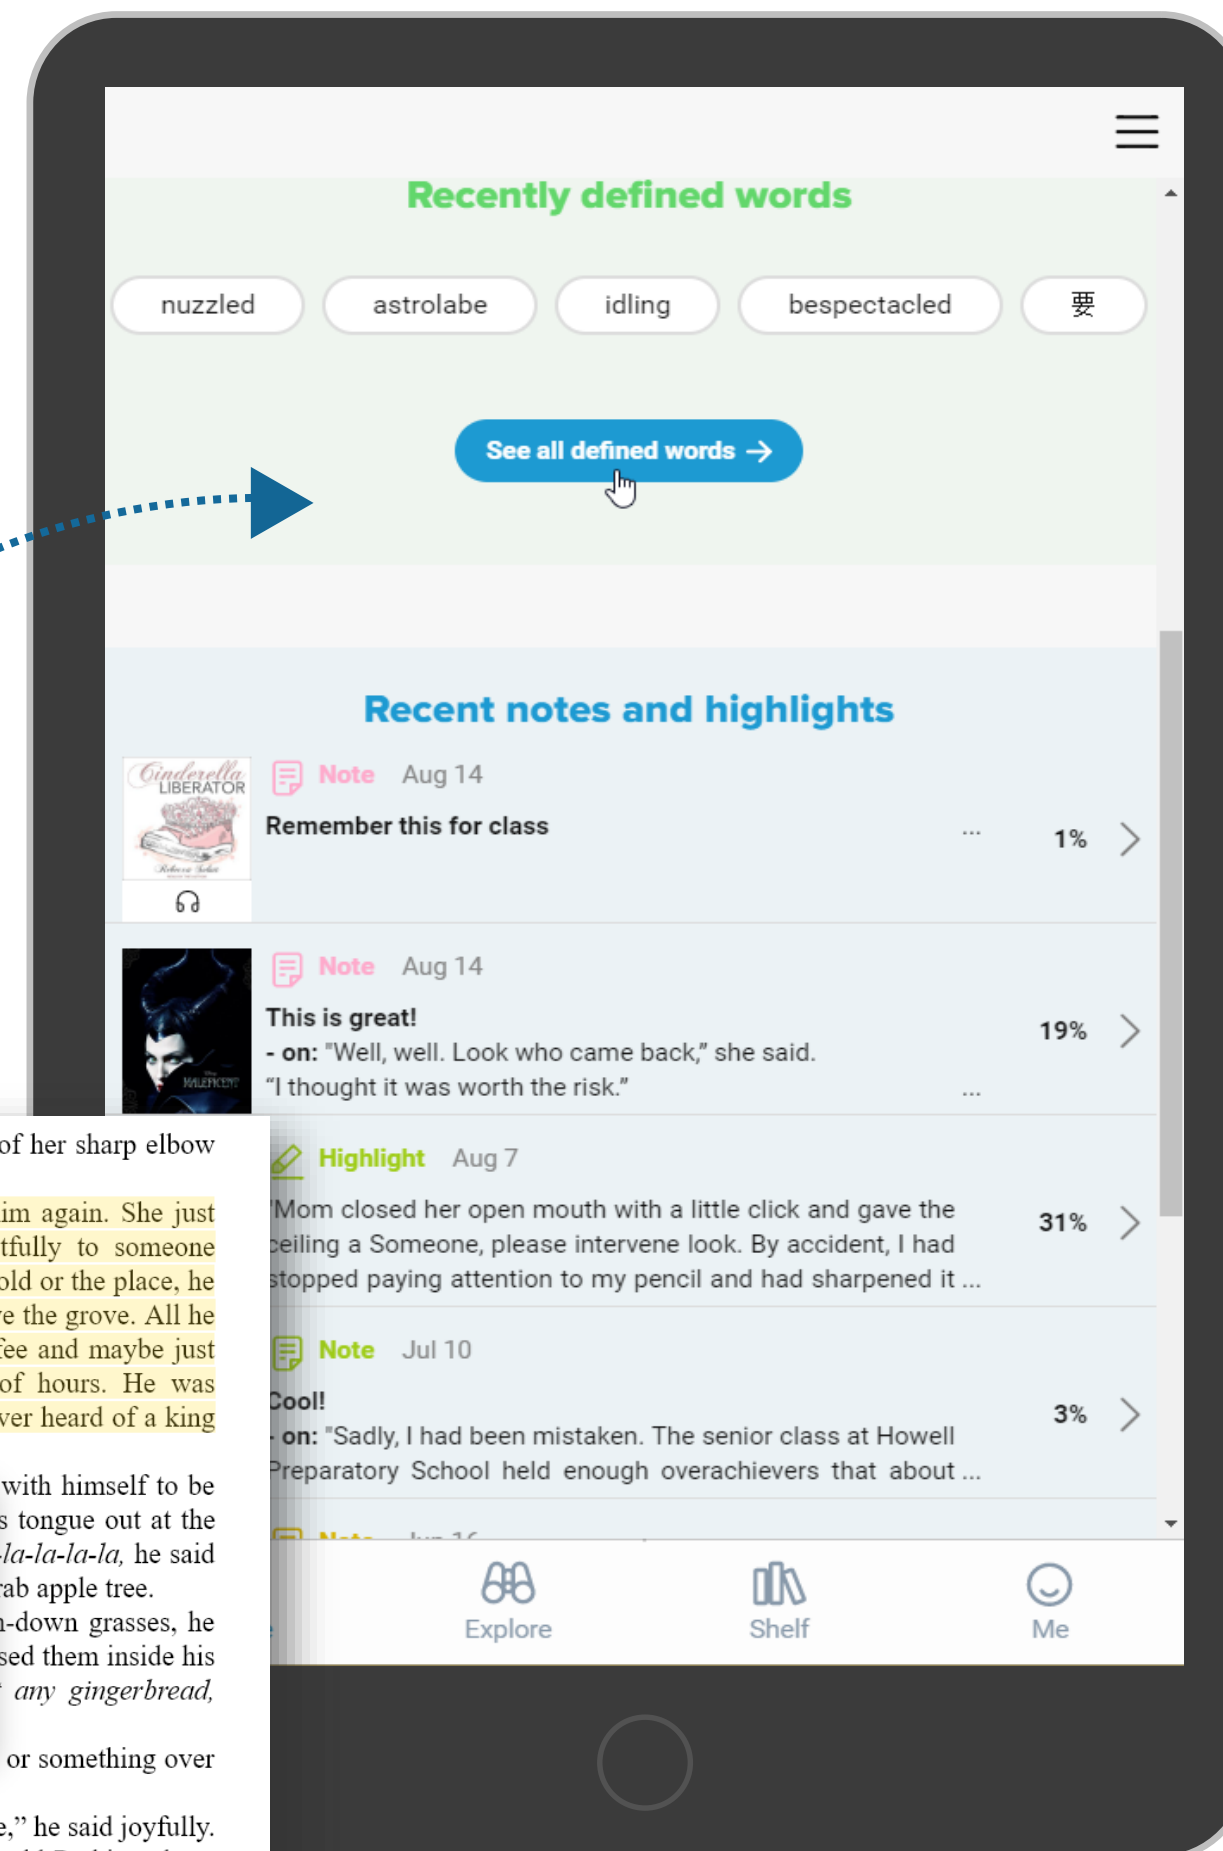 Recently defined words
nuzzled
astrolabe
idling
bespectacled
要
See all defined words →
Recent notes and highlights
Cinderella
LIBERATOR
Note Aug 14
Remember this for class
...
1%
MALEFICENT
Note Aug 14
This is great!
- on: "Well, well. Look who came back,” she said.
“I thought it was worth the risk.”
...
19%
Highlight Aug 7
"Mom closed her open mouth with a little click and gave the
ceiling a Someone, please intervene look. By accident, I had
stopped paying attention to my pencil and had sharpened it ...
31%
Note Jul 10
Cool!
- on: "Sadly, I had been mistaken. The senior class at Howell
Preparatory School held enough overachievers that about ...
3%
Note Jun 16
Explore
Shelf
Me
of her sharp elbow
him again. She just
tfully to someone
old or the place, he
ve the grove. All he
fee and maybe just
of hours. He was
ver heard of a king
with himself to be
s tongue out at the
-la-la-la-la, he said
rab apple tree.
n-down grasses, he
sed them inside his
any gingerbread,
or something over
e,” he said joyfully.